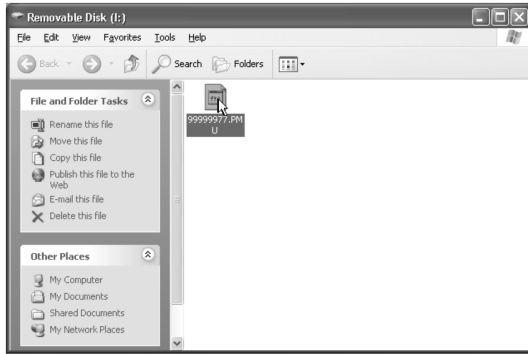 Removable Disk (I:)
File Edit View Favorites Tools Help
Back Search Folders
File and Folder Tasks
Rename this file
Move this file
Copy this file
Publish this file to the
Web
E-mail this file
Delete this file
Other Places
My Computer
My Documents
Shared Documents
My Network Places
99999977.PM
U